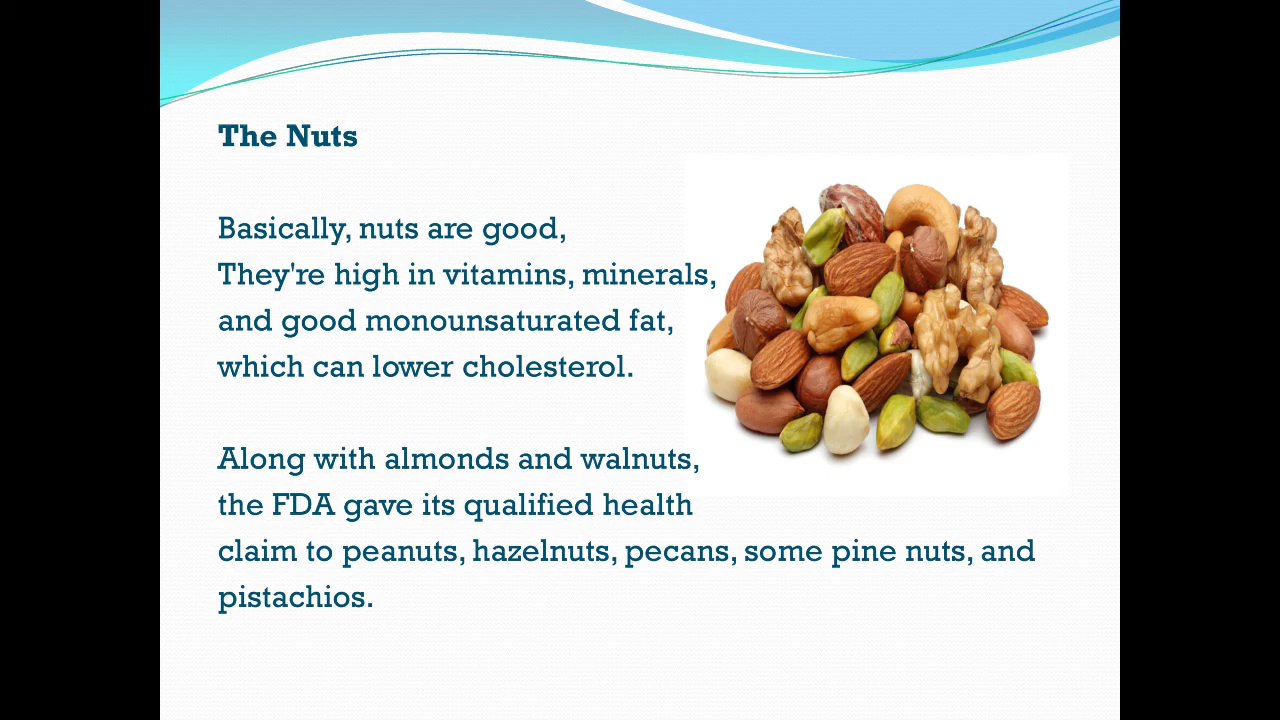 The Nuts
Basically, nuts are good,
They're high in vitamins, minerals,
and good monounsaturated fat,
which can lower cholesterol.
Along with almonds and walnuts,
the FDA gave its qualified health
claim to peanuts, hazelnuts, pecans, some pine nuts, and
pistachios.